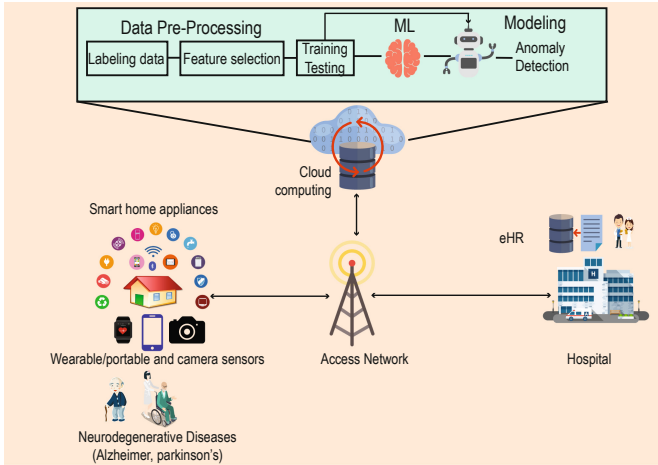 Data Pre-Processing
ML
Modeling
Labeling data
Feature selection
Training
Testing
Anomaly
Detection
Cloud
computing
Smart home appliances
eHR
H
Wearable/portable and camera sensors
Access Network
Hospital
Neurodegenerative Diseases
(Alzheimer, parkinson's)